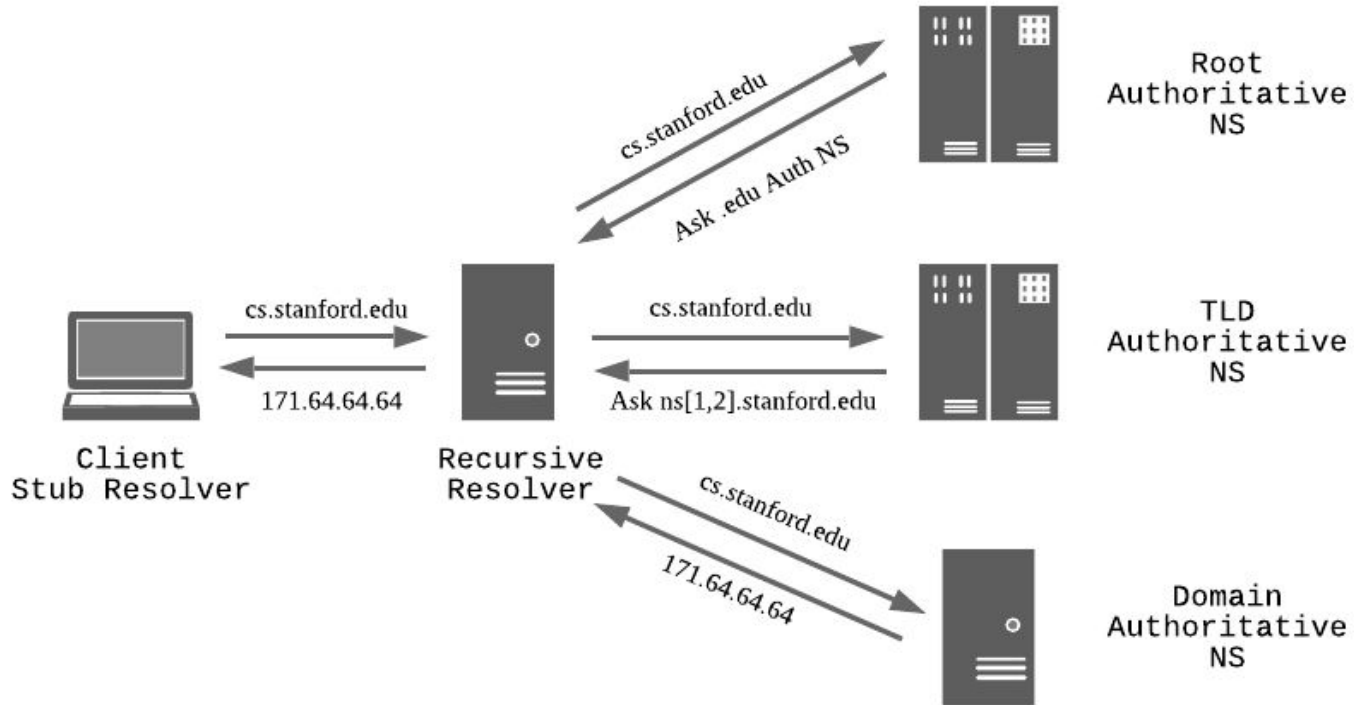 cs.stanford.edu
Ask .edu Auth NS
Root
Authoritative
NS
cs.stanford.edu
171.64.64.64
cs.stanford.edu
Ask ns[1,2].stanford.edu
TLD
Authoritative
NS
Client
Stub Resolver
Recursive
Resolver
cs.stanford.edu
171.64.64.64
Domain
Authoritative
NS